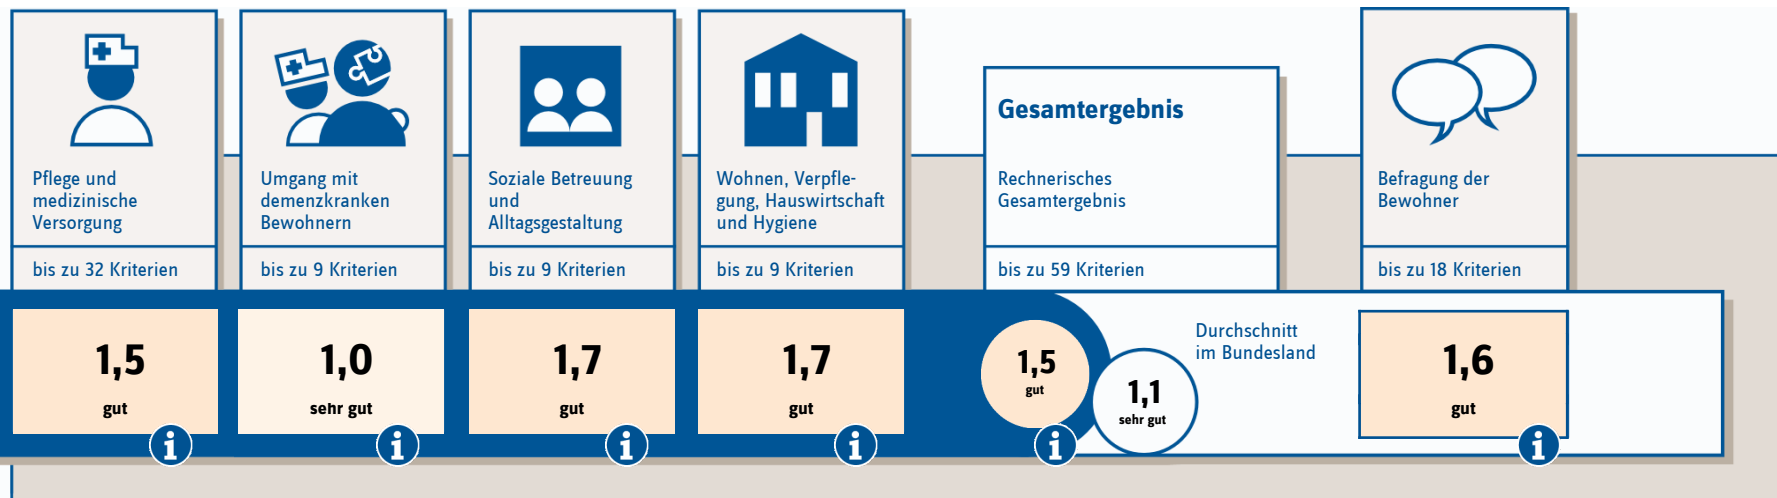 Pflege und
medizinische
Versorgung
bis zu 32 Kriterien
1,5
gut
i
Umgang mit
demenzkranken
Bewohnern
bis zu 9 Kriterien
1,0
sehr gut
i
Soziale Betreuung
und
Alltagsgestaltung
bis zu 9 Kriterien
1,7
gut
i
Wohnen, Verpfle-
gung, Hauswirtschaft
und Hygiene
bis zu 9 Kriterien
1,7
gut
i
Gesamtergebnis
Rechnerisches
Gesamtergebnis
bis zu 59 Kriterien
1,5
gut
i
1,1
sehr gut
Durchschnitt
im Bundesland
Befragung der
Bewohner
bis zu 18 Kriterien
1,6
gut
i